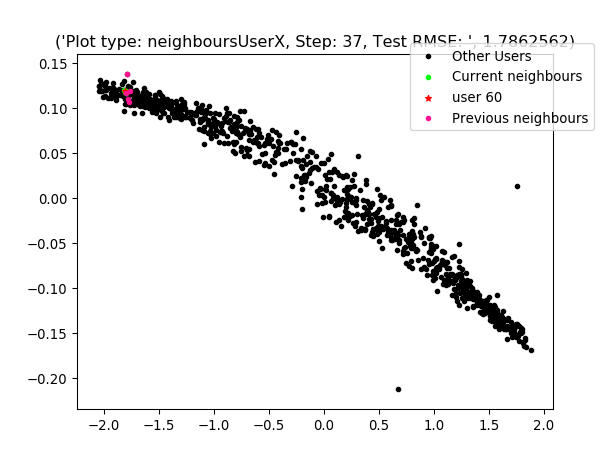 ('Plot type: neighboursUserX, Step: 37, Test RMSE: ', 1.7862562)
Other Users
Current neighbours
user 60
Previous neighbours
0.15
0.10
0.05
0.00
−0.05
−0.10
−0.15
−0.20
−2.0 −1.5 −1.0 −0.5 0.0 0.5 1.0 1.5 2.0